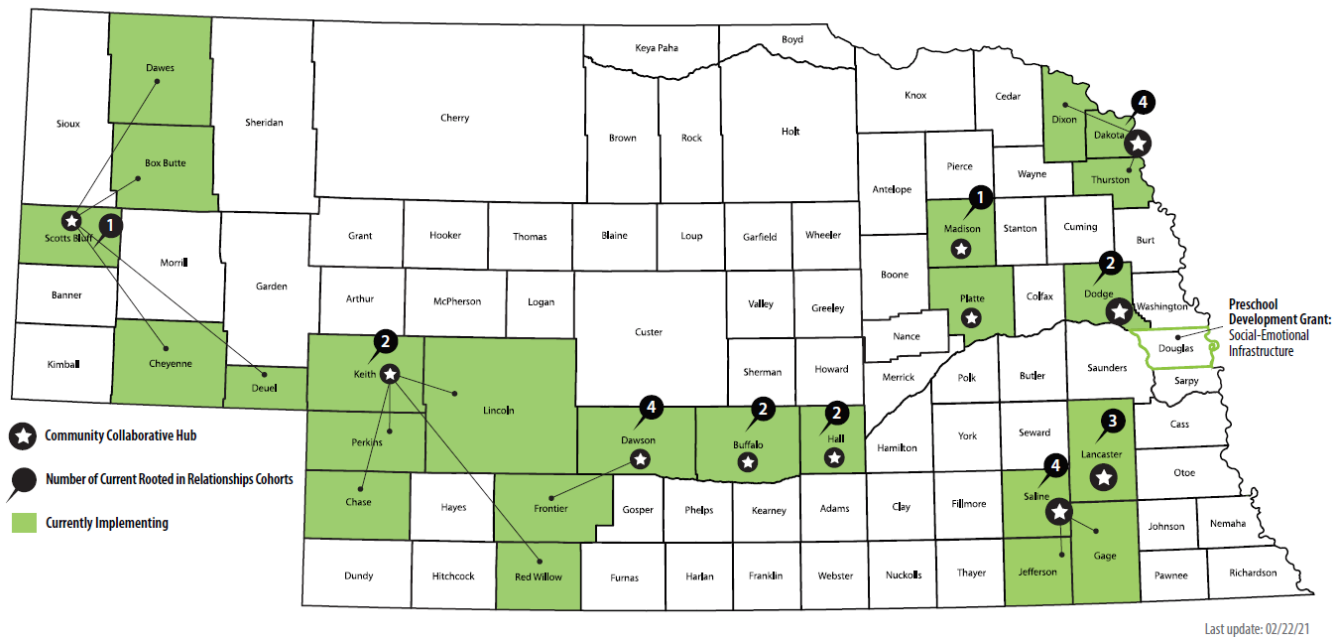 Boyd
Keya Paha
Dawes
Knox
Cedar
4
Cherry
Sheridan
Sioux
Dixon
Dakota
Brown
Rock
Holt
Box Butte
Pierce
Wayne
Thurston
Antelope
1
1
Scotts Bluff
Grant
Hooker
Thomas
Blaine
Loup
Garfield
Wheeler
Madison
Stanton
Cuming
Burt
Morrill
2
Boone
Garden
Banner
Arthur
McPherson
Logan
Valley
Greeley
Platte
Colfax
Dodge
Washington
Preschool
Development Grant:
Social-Emotional
Infrastructure
Custer
Nance
Douglas
2
Kimball
Cheyenne
Keith
Sherman
Howard
Merrick
Polk
Butler
Saunders
Sarpy
Deuel
Lincoln
4
2
2
3
Cass
Community Collaborative Hub
Perkins
Dawson
Buffalo
Hall
Hamilton
York
Seward
Lancaster
4
Otoe
Number of Current Rooted in Relationships Cohorts
Chase
Hayes
Frontier
Gosper
Phelps
Kearney
Adams
Clay
Fillmore
Saline
Currently Implementing
Johnson
Nemaha
Gage
Dundy
Hitchcock
Red Willow
Furnas
Harlan
Franklin
Webster
Nuckolls
Thayer
Jefferson
Pawnee
Richardson
Last update: 02/22/21